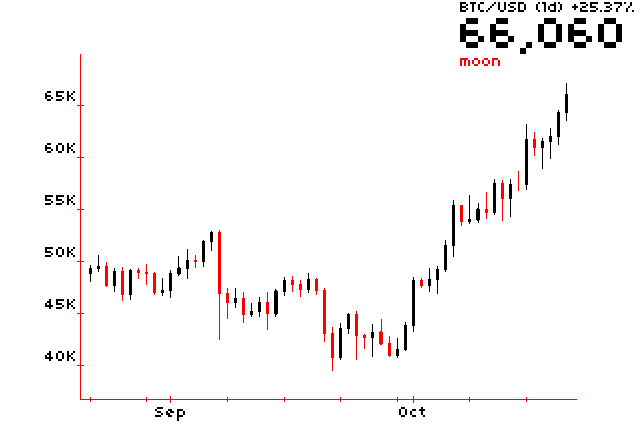 BTC/USD (1d) +25.37%
66,060
moon
65K
60K
55K
50K
45K
40K
Sep Oct